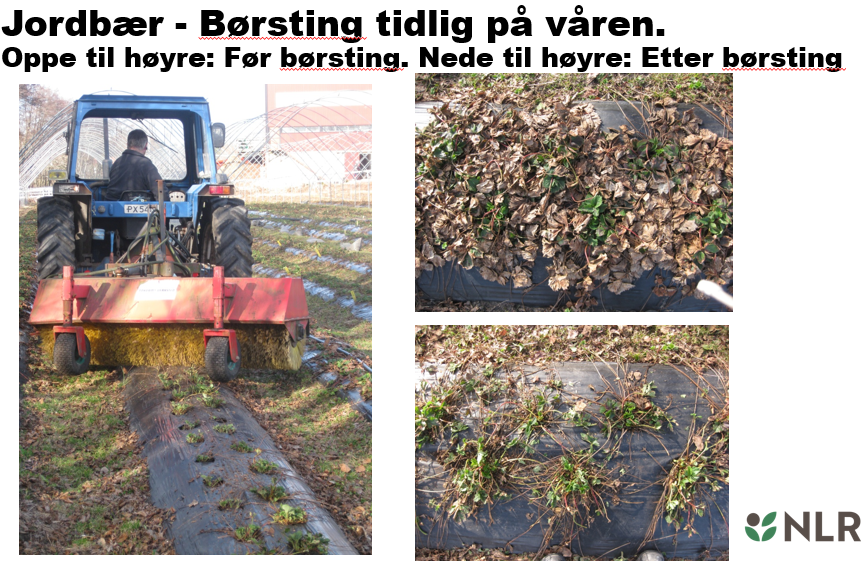 Jordbær - Børsting tidlig på våren.
Oppe til høyre: Før børsting. Nede til høyre: Etter børsting
NLR